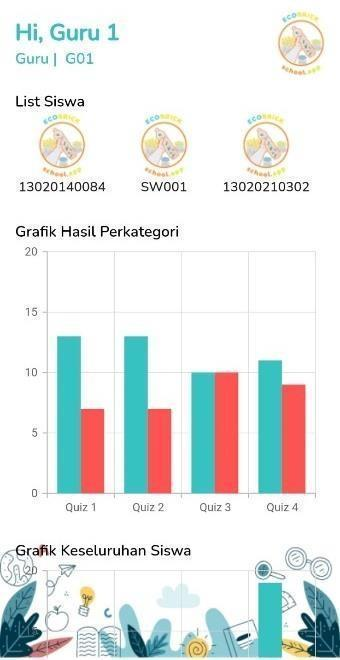 Hi, Guru 1
Guru | G01
ECOBRICK
school.app
List Siswa
ECOBRICK ECOBRICK ECOBRICK
school.app school.app school.app
13020140084 SW001 13020210302
Grafik Hasil Perkategori
20
15
10
5
0
Quiz 1 Quiz 2 Quiz 3 Quiz 4
Grafik Keseluruhan Siswa
20